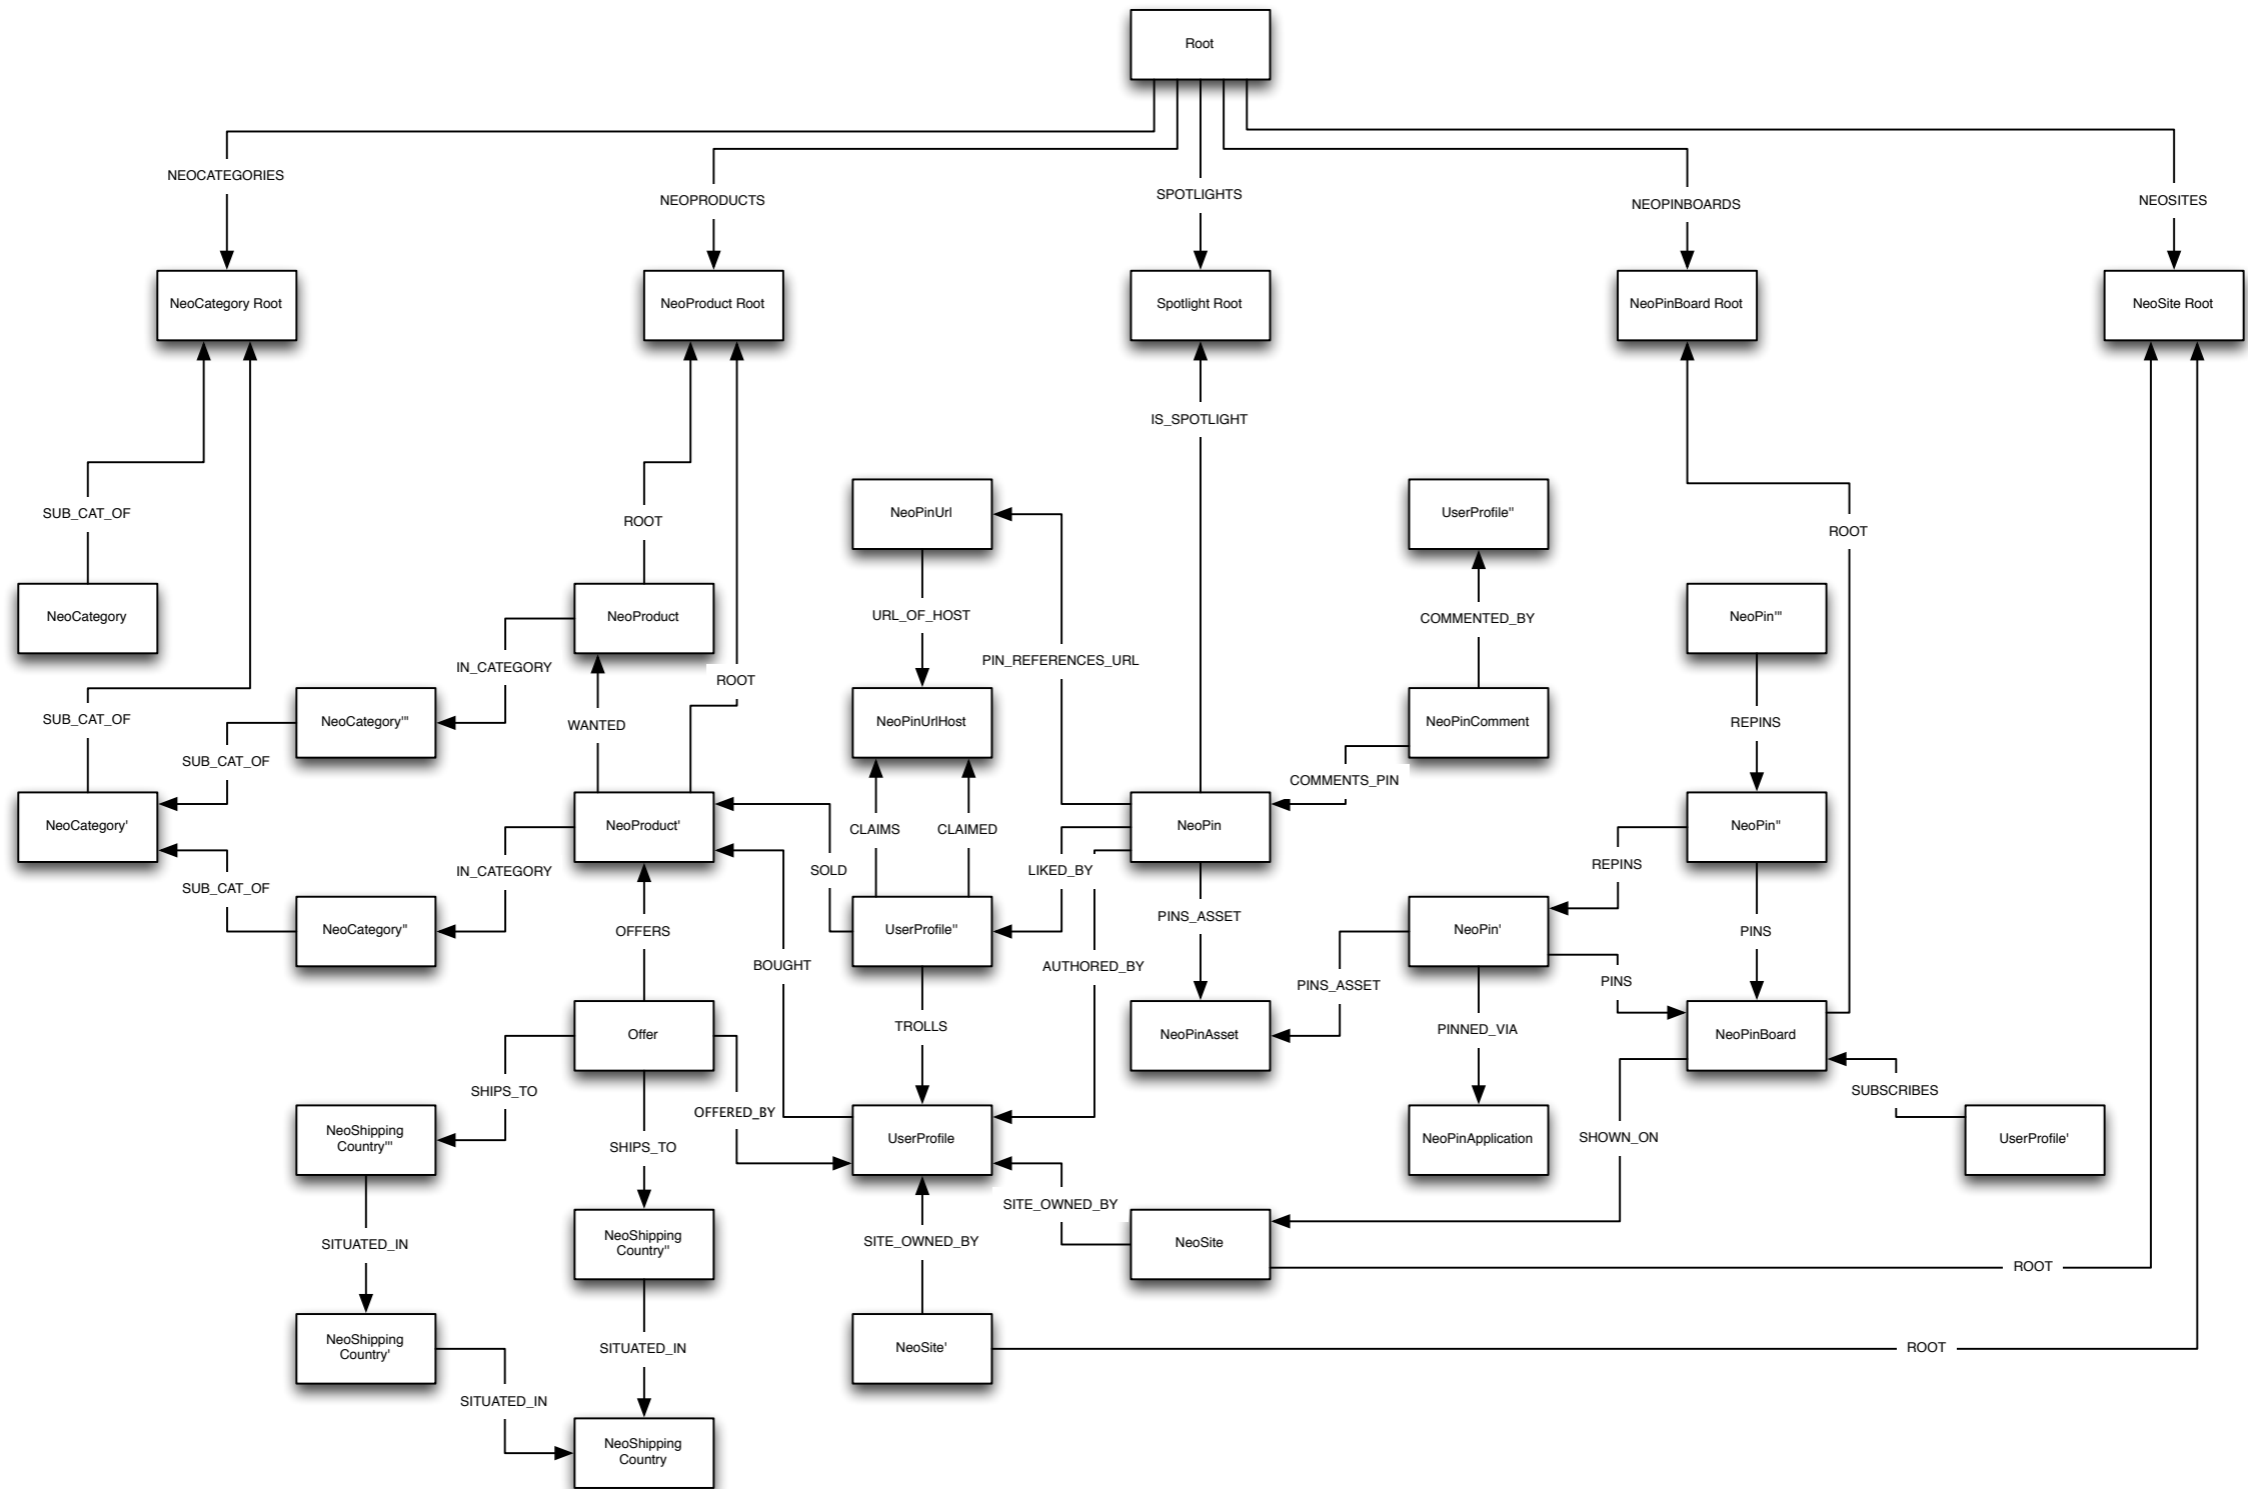 Root
NEOCATEGORIES
NEOPRODUCTS
SPOTLIGHTS
NEOPINBOARDS
NEOSITES
NeoCategory Root
NeoProduct Root
Spotlight Root
NeoPinBoard Root
NeoSite Root
IS_SPOTLIGHT
SUB_CAT_OF
ROOT
NeoPinUrl
UserProfile"
ROOT
NeoCategory
NeoProduct
URL_OF_HOST
COMMENTED_BY
NeoPin'"
IN_CATEGORY
PIN_REFERENCES_URL
ROOT
SUB_CAT_OF
NeoCategory'"
WANTED
NeoPinUrlHost
NeoPinComment
REPINS
SUB_CAT_OF
COMMENTS_PIN
NeoCategory'
NeoProduct'
CLAIMS
CLAIMED
NeoPin
NeoPin"
IN_CATEGORY
SOLD
LIKED_BY
REPINS
SUB_CAT_OF
NeoCategory"
OFFERS
UserProfile"
PINS_ASSET
NeoPin'
PINS
BOUGHT
AUTHORED_BY
PINS_ASSET
PINS
Offer
TROLLS
NeoPinAsset
PINNED_VIA
NeoPinBoard
SHIPS_TO
OFFERED_BY
SUBSCRIBES
NeoShipping
Country'"
SHIPS_TO
UserProfile
NeoPinApplication
SHOWN_ON
UserProfile'
SITE_OWNED_BY
SITUATED_IN
NeoShipping
Country"
SITE_OWNED_BY
NeoSite
ROOT
NeoShipping
Country'
SITUATED_IN
NeoSite'
ROOT
SITUATED_IN
NeoShipping
Country